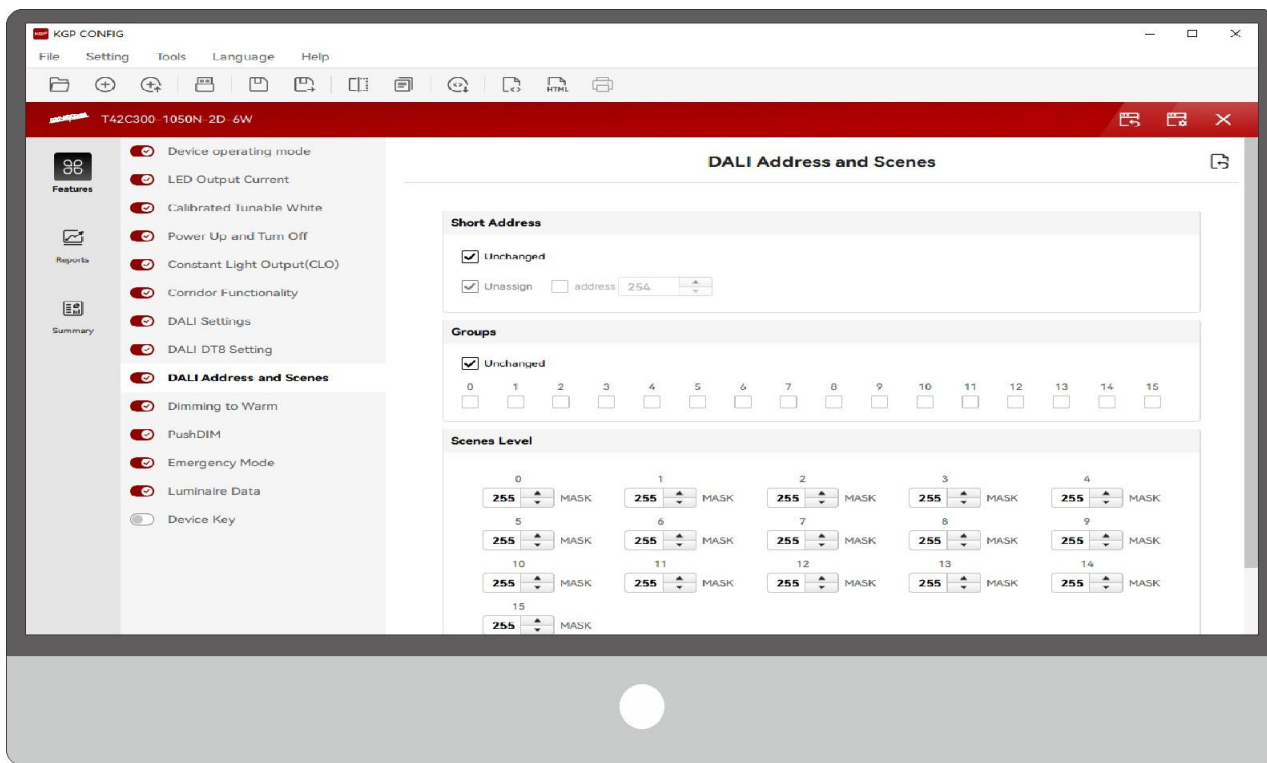 KGP KGP CONFIG
File Setting Tools Language Help
HTML
T42C300-1050N-2D-6W
Features
Reports
Summary
Device operating mode
LED Output Current
Calibrated Tunable White
Power Up and Turn Off
Constant Light Output(CLO)
Corridor Functionality
DALI Settings
DALI DT8 Setting
DALI Address and Scenes
Dimming to Warm
PushDIM
Emergency Mode
Luminaire Data
Device Key
DALI Address and Scenes
Short Address
Unchanged
Unassign address 254
Groups
Unchanged
0 1 2 3 4 5 6 7 8 9 10 11 12 13 14 15
Scenes Level
0 1 2 3 4
255 MASK 255 MASK 255 MASK 255 MASK 255 MASK
5 6 7 8 9
255 MASK 255 MASK 255 MASK 255 MASK 255 MASK
10 11 12 13 14
255 MASK 255 MASK 255 MASK 255 MASK 255 MASK
15
255 MASK